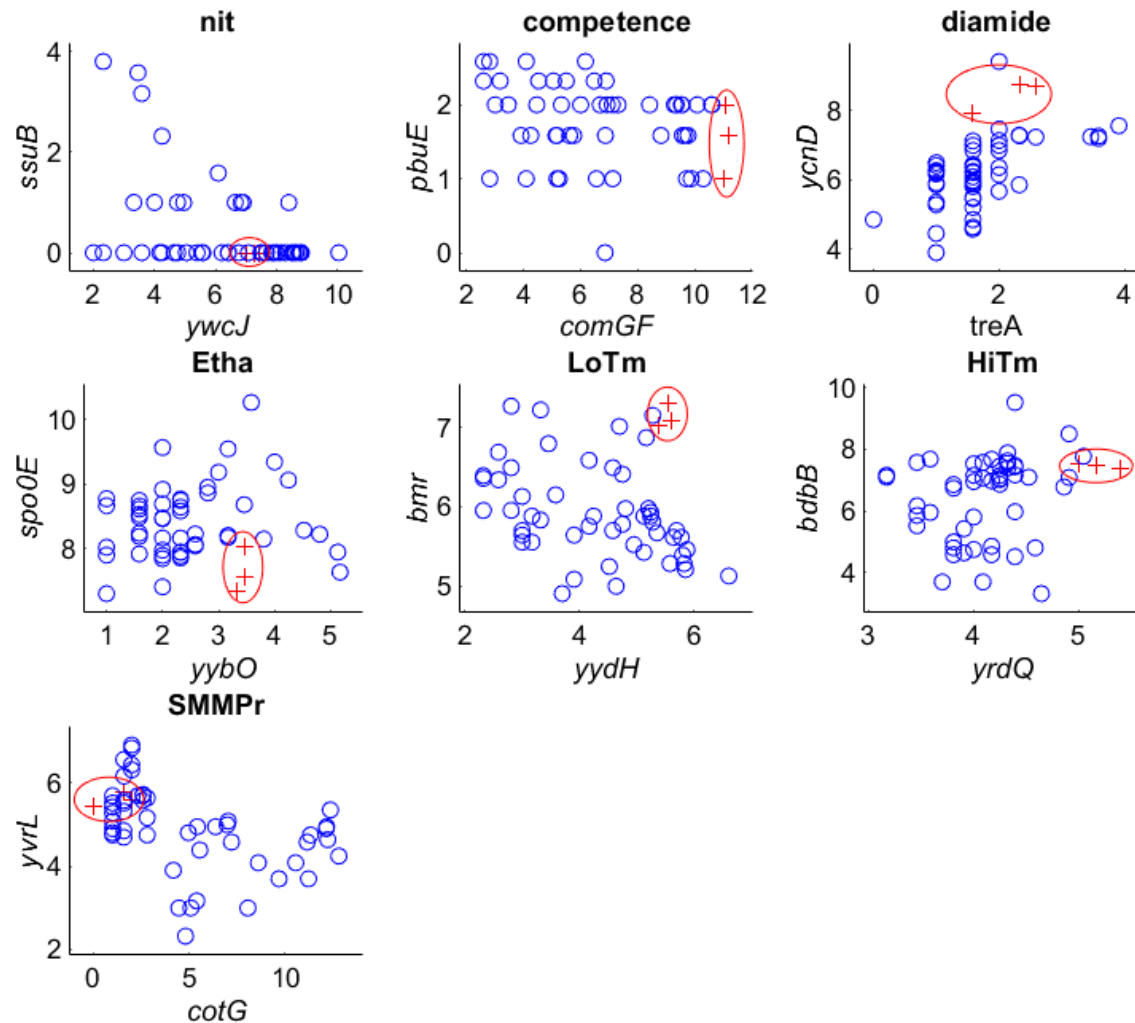 nit
4
2
0
ssuB
2 4 6 8 10
ywcJ
competence
2
1
0
pbuE
2 4 6 8 10 12
comGF
diamide
8
6
4
ycnD
0 2 4
treA
Etha
10
9
8
spo0E
1 2 3 4 5
yybO
LoTm
7
6
5
bmr
2 4 6
yydH
HiTm
10
8
6
4
bdbB
3 4 5
yrdQ
SMMPr
6
4
2
yvrL
0 5 10
cotG